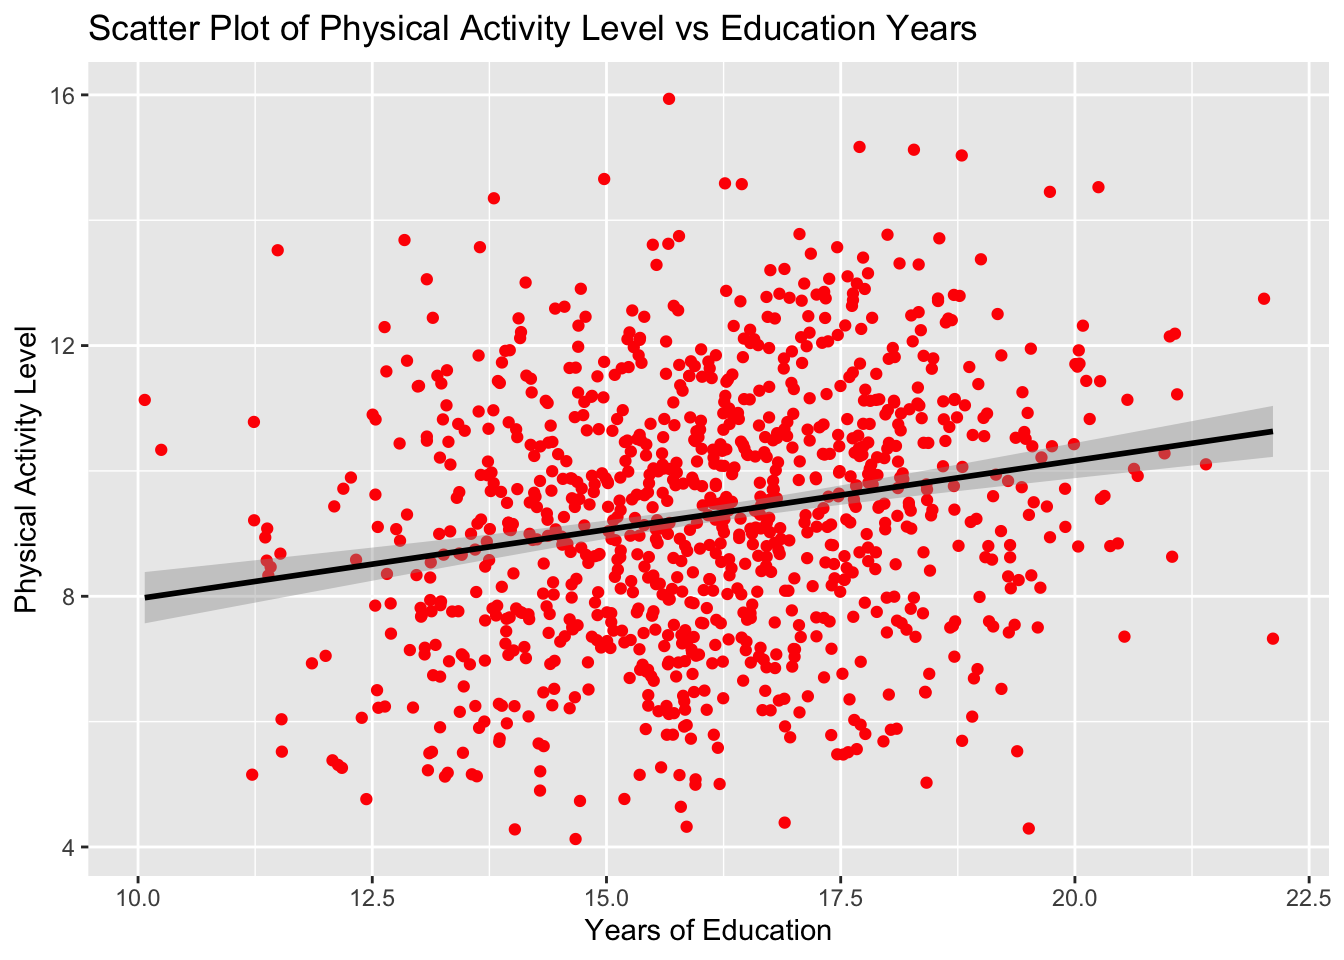 Scatter Plot of Physical Activity Level vs Education Years
16
12
8
4
Physical Activity Level
10.0 12.5 15.0 17.5 20.0 22.5
Years of Education